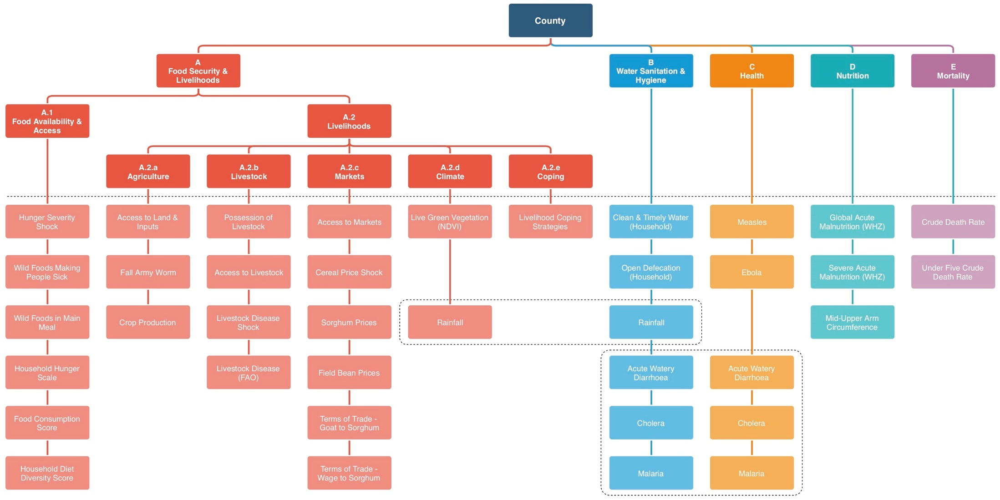 County
A
Food Security &
Livelihoods
B
Water Sanitation &
Hygiene
C
Health
D
Nutrition
E
Mortality
A.1
Food Availability &
Access
A.2
Livelihoods
A.2.a
Agriculture
A.2.b
Livestock
A.2.c
Markets
A.2.d
Climate
A.2.e
Coping
Hunger Severity
Shock
Access to Land &
Inputs
Possession of
Livestock
Access to Markets
Live Green Vegetation
(NDVI)
Livelihood Coping
Strategies
Clean & Timely Water
(Household)
Measles
Global Acute
Malnutrition (WHZ)
Crude Death Rate
Wild Foods Making
People Sick
Fall Army Worm
Access to Livestock
Cereal Price Shock
Open Defecation
(Household)
Ebola
Severe Acute
Malnutrition (WHZ)
Under Five Crude
Death Rate
Wild Foods in Main
Meal
Crop Production
Livestock Disease
Shock
Sorghum Prices
Rainfall
Rainfall
Mid-Upper Arm
Circumference
Household Hunger
Scale
Livestock Disease
(FAO)
Field Bean Prices
Acute Watery
Diarrhoea
Acute Watery
Diarrhoea
Food Consumption
Score
Terms of Trade -
Goat to Sorghum
Cholera
Cholera
Household Diet
Diversity Score
Terms of Trade -
Wage to Sorghum
Malaria
Malaria